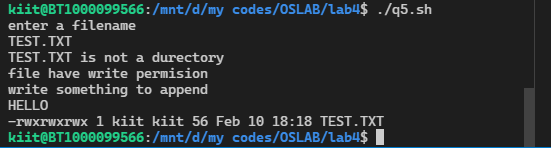 kiit@BT1000099566:/mnt/d/my codes/OSLAB/lab4$ ./q5.sh
enter a filename
TEST.TXT
TEST.TXT is not a durectory
file have write permision
write something to append
HELLO
-rwxrwxrwx 1 kiit kiit 56 Feb 10 18:18 TEST.TXT
kiit@BT1000099566:/mnt/d/my codes/OSLAB/lab4$